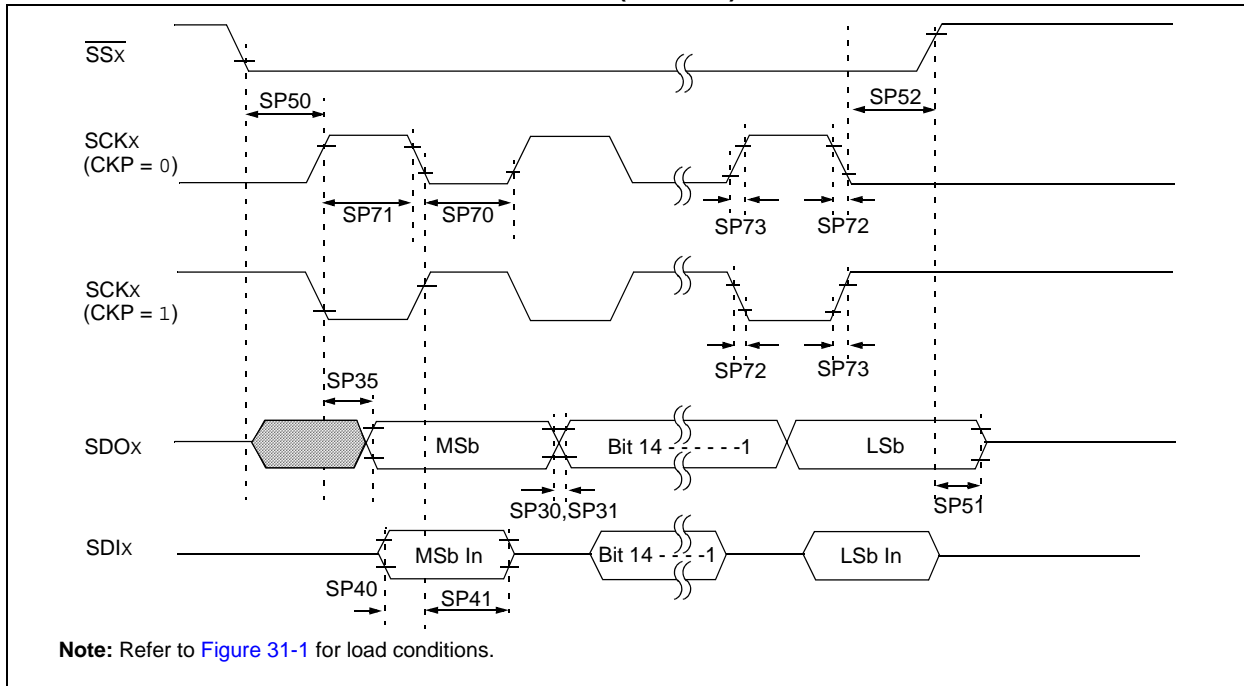 SSX
SP50
SP52
SCKX
(CKP = 0)
SP71
SP70
SP73
SP72
SCKX
(CKP = 1)
SP72
SP73
SP35
SDOX
MSb
Bit 14 - - - - - -1
LSb
SP30,SP31
SP51
SDIX
MSb In
Bit 14 - - - -1
LSb In
SP40
SP41
Note: Refer to Figure 31-1 for load conditions.